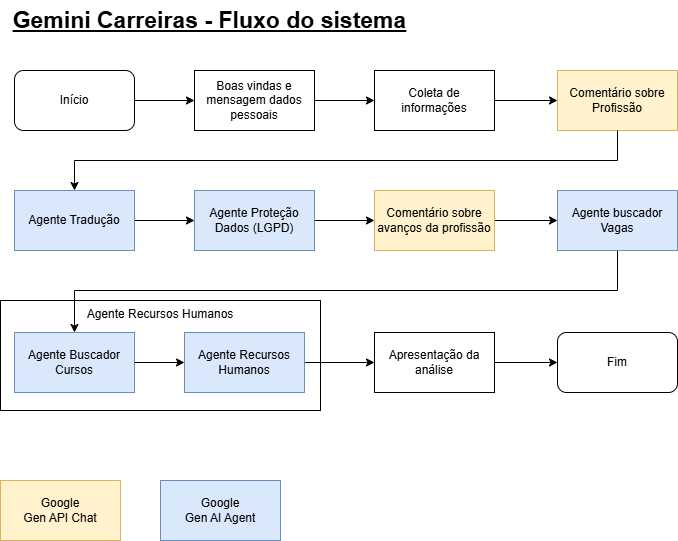 Gemini Carreiras - Fluxo do sistema
Início
Boas vindas e
mensagem dados
pessoais
Coleta de
informações
Comentário sobre
Profissão
Agente Tradução
Agente Proteção
Dados (LGPD)
Comentário sobre
avanços da profissão
Agente buscador
Vagas
Agente Recursos Humanos
Agente Buscador
Cursos
Agente Recursos
Humanos
Apresentação da
análise
Fim
Google
Gen API Chat
Google
Gen AI Agent